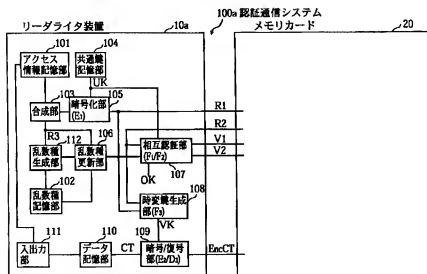 100a 認証通信システム
リーダライタ装置
10a
メモリカード
20
101
104
アクセス
情報記憶部
共通鍵
記憶部
UK
103
105
合成部
暗号化部
(E₁)
R1
R2
R3
112
106
乱数種
生成部
乱数種
更新部
相互認証部
(F₁/F₂)
V1
V2
107
OK
102
乱数種
記憶部
時変鍵生成
部(F₃)
108
VK
111
110
109
入出力
部
データ
記憶部
CT
暗号/復号
部(E₂/D₂)
EncCT